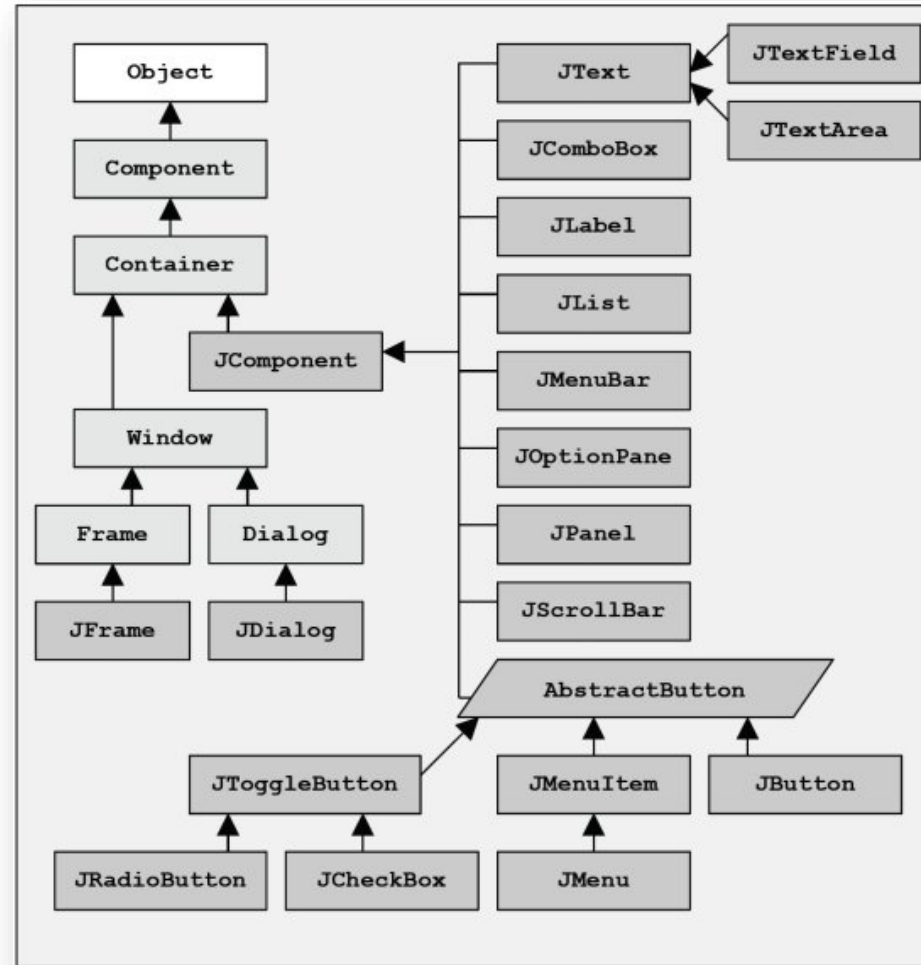 Object
JText
JTextField
JTextArea
Component
JComboBox
JLabel
Container
JList
JComponent
JMenuBar
Window
JOptionPane
Frame
Dialog
JPanel
JFrame
JDialog
JScrollBar
AbstractButton
JToggleButton
JMenuItem
JButton
JRadioButton
JCheckBox
JMenu